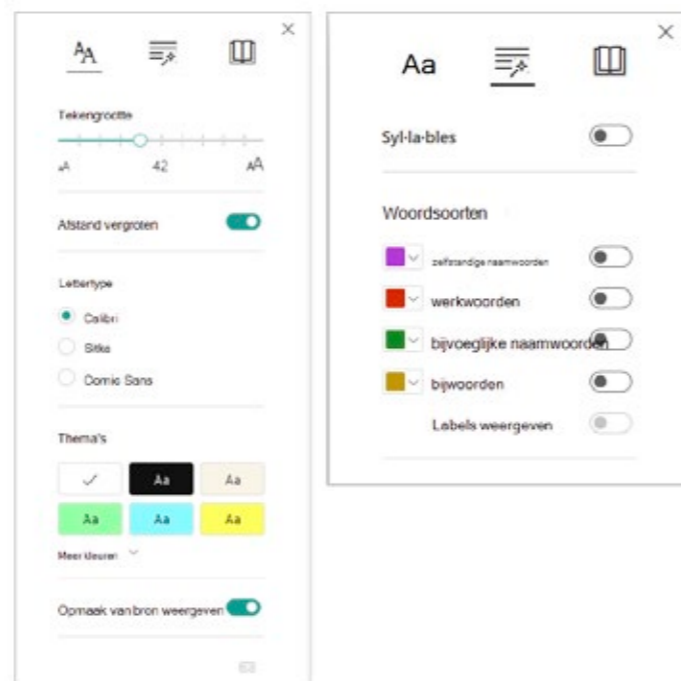 AA
Tekengrootte
AA
42
AA
Afstand vergroten
Lettertype
Calibri
Sitka
Comic Sans
Thema's
Aa
Aa
Aa
Aa
Aa
Meer kleuren
Opmaak van bron weergeven
Aa
Syl·la·bles
Woordsoorten
zelfstandige naamwoorden
werkwoorden
bijvoeglijke naamwoorden
bijwoorden
Labels weergeven